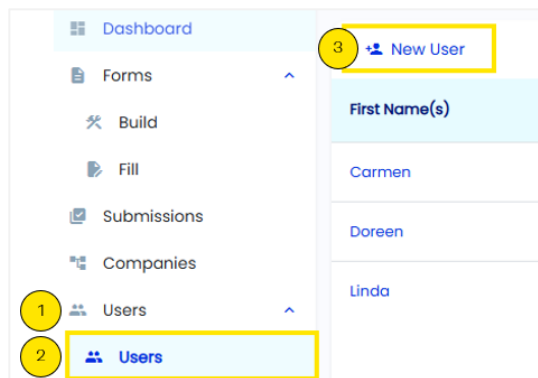 Dashboard
Forms
Build
Fill
Submissions
Companies
1 Users
2 Users
3 New User
First Name(s)
Carmen
Doreen
Linda